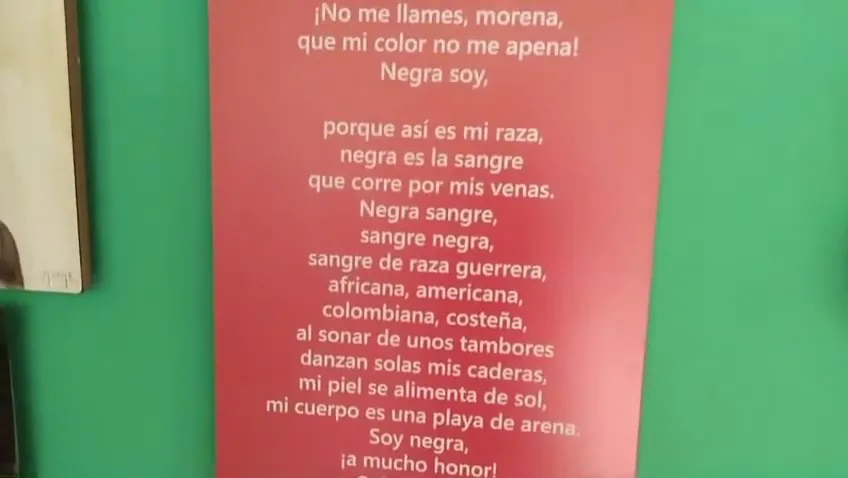 ¡No me llames, morena,
que mi color no me apena!
Negra soy,
porque así es mi raza,
negra es la sangre
que corre por mis venas.
Negra sangre,
sangre negra,
sangre de raza guerrera,
africana, americana,
colombiana, costeña,
al sonar de unos tambores
danzan solas mis caderas,
mi piel se alimenta de sol,
mi cuerpo es una playa de arena.
Soy negra,
¡a mucho honor!